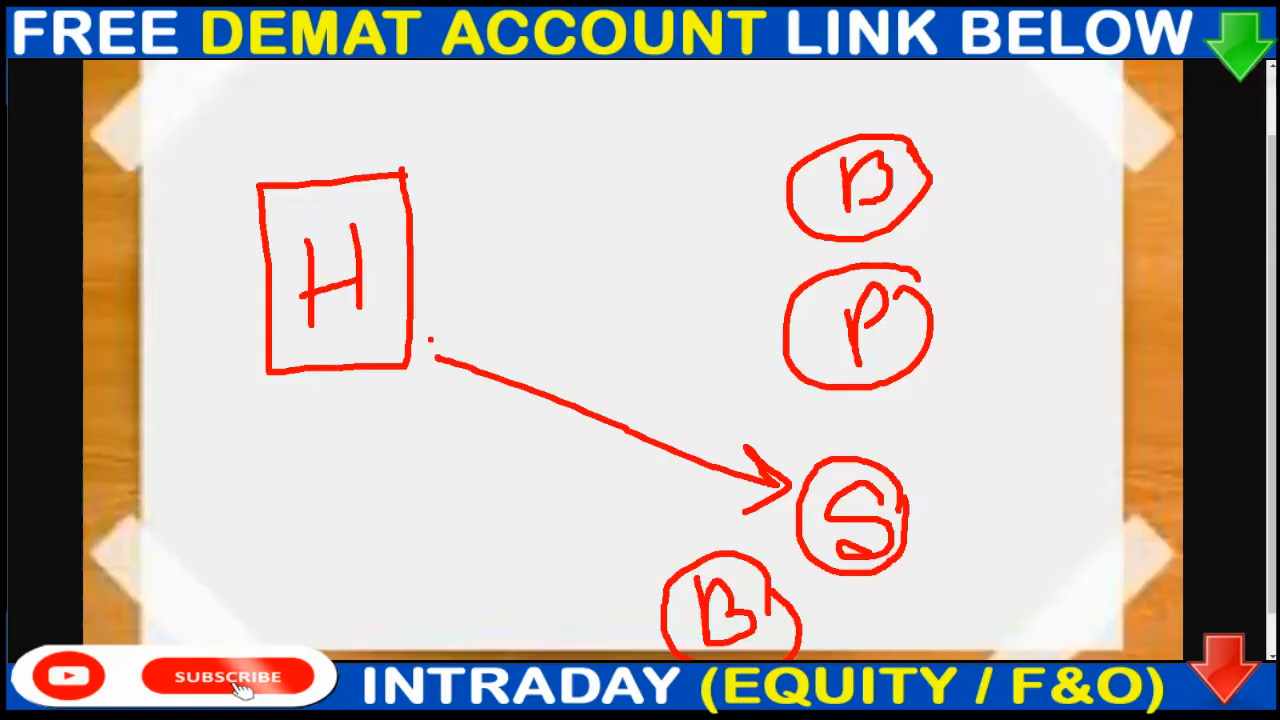 FREE DEMAT ACCOUNT LINK BELOW
B
H
P
S
B
SUBSCRIBE
INTRADAY (EQUITY / F&O)